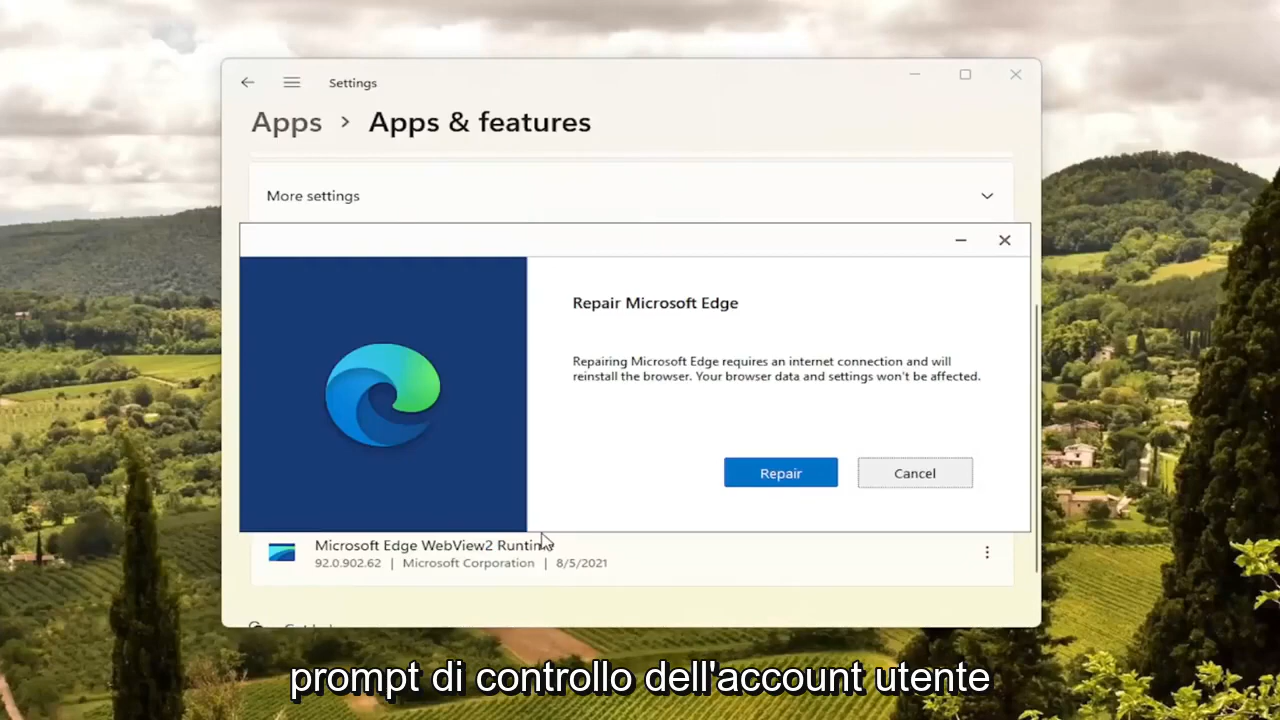 Settings
Apps > Apps & features
More settings
Repair Microsoft Edge
Repairing Microsoft Edge requires an internet connection and will
reinstall the browser. Your browser data and settings won't be affected.
Repair Cancel
Microsoft Edge WebView2 Runtime
92.0.902.62 | Microsoft Corporation | 8/5/2021
prompt di controllo dell'account utente